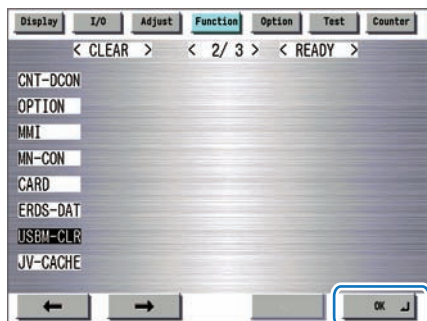 Display I/O Adjust Function Option Test Counter
< CLEAR > < 2/ 3 > < READY >
CNT-DCON
OPTION
MMI
MN-CON
CARD
ERDS-DAT
USBM-CLR
JV-CACHE
← → OK ↵